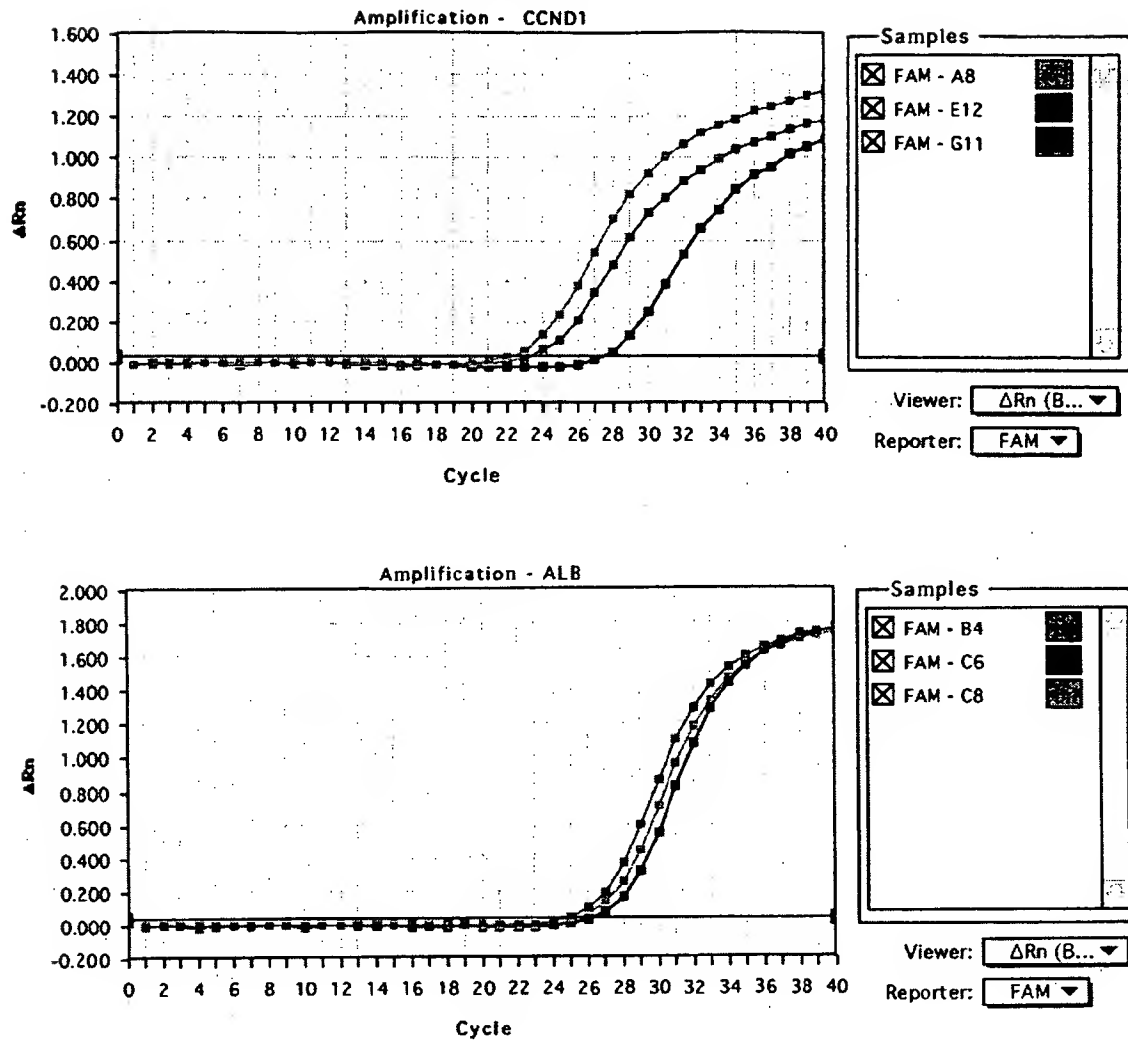 Amplification - CCND1
1.600
1.400
1.200
1.000
0.800
0.600
0.400
0.200
0.000
-0.200
ΔRn
0 2 4 6 8 10 12 14 16 18 20 22 24 26 28 30 32 34 36 38 40
Cycle
Samples
FAM - A8
FAM - E12
FAM - G11
Viewer: ΔRn (B...
Reporter: FAM
Amplification - ALB
2.000
1.800
1.600
1.400
1.200
1.000
0.800
0.600
0.400
0.200
0.000
-0.200
ΔRn
0 2 4 6 8 10 12 14 16 18 20 22 24 26 28 30 32 34 36 38 40
Cycle
Samples
FAM - B4
FAM - C6
FAM - C8
Viewer: ΔRn (B...
Reporter: FAM